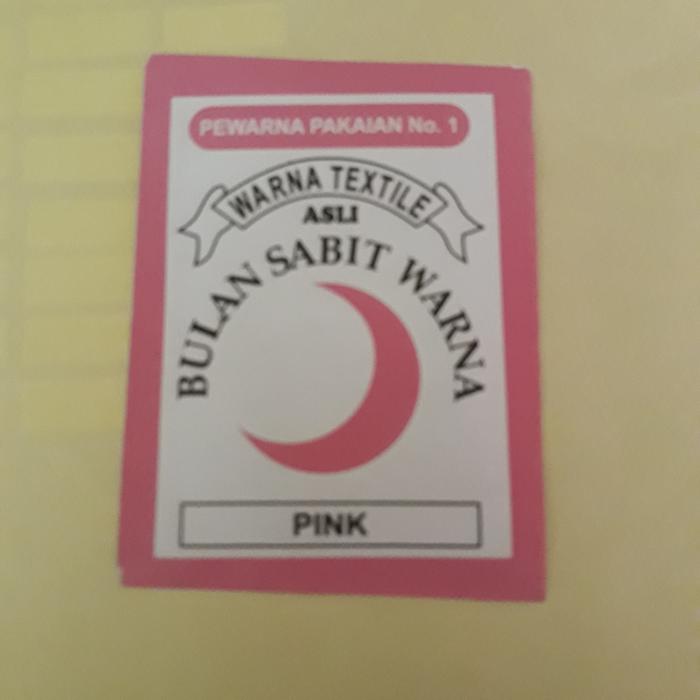 PEWARNA PAKAIAN No. 1
WARNA TEXTILE
ASLI
BULAN SABIT WARNA
PINK